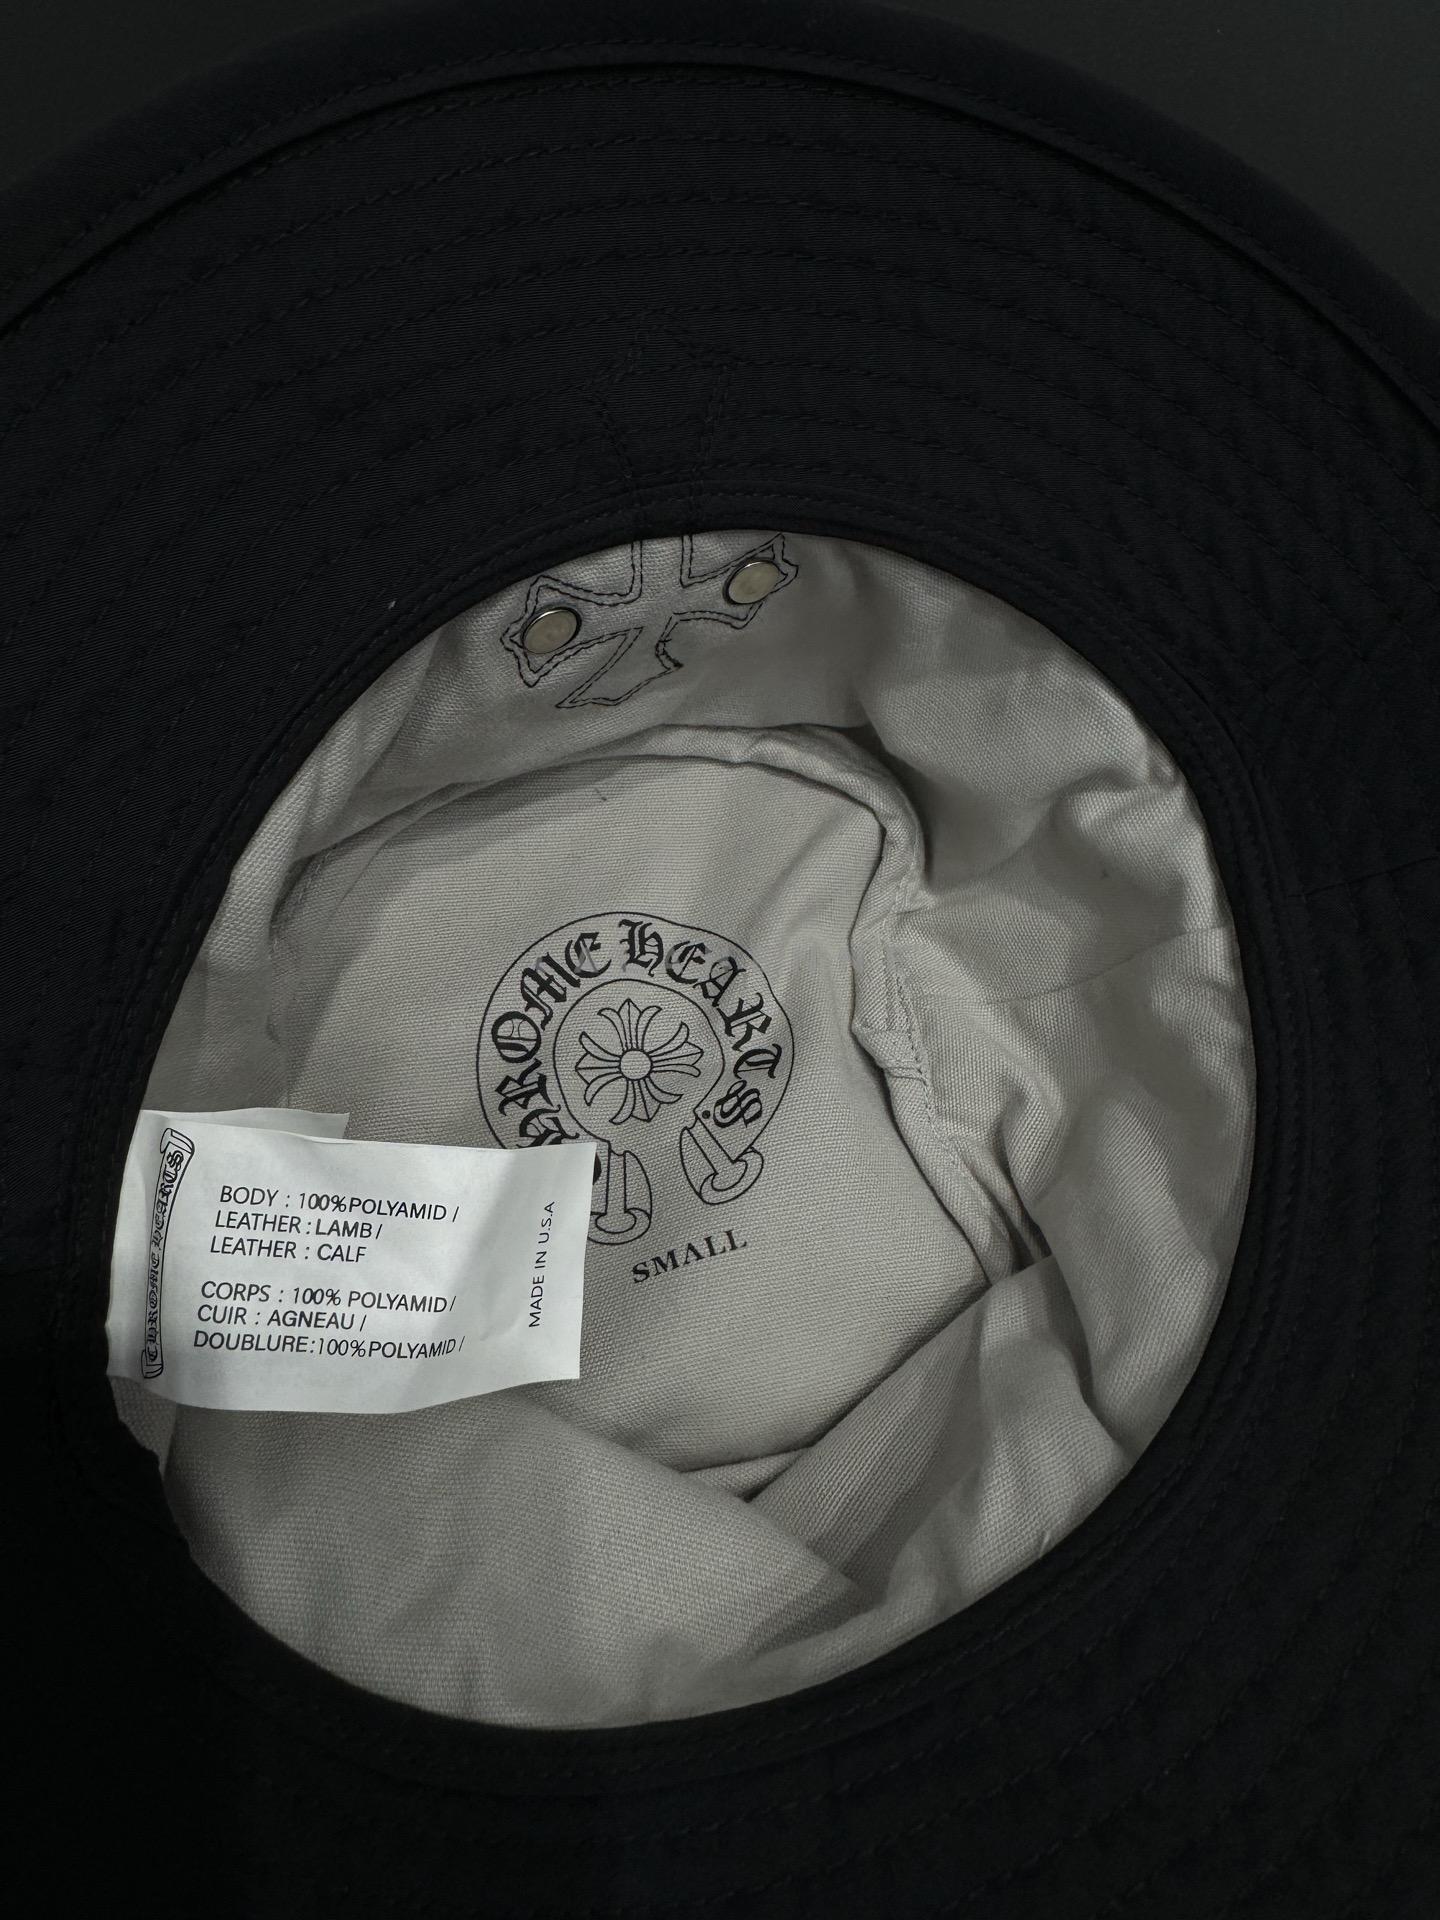 CHROME HEARTS
SMALL
CHROME HEARTS
BODY : 100%POLYAMID /
LEATHER : LAMB /
LEATHER : CALF
CORPS : 100% POLYAMID/
CUIR : AGNEAU /
DOUBLURE:100%POLYAMID/
MADE IN U.S.A